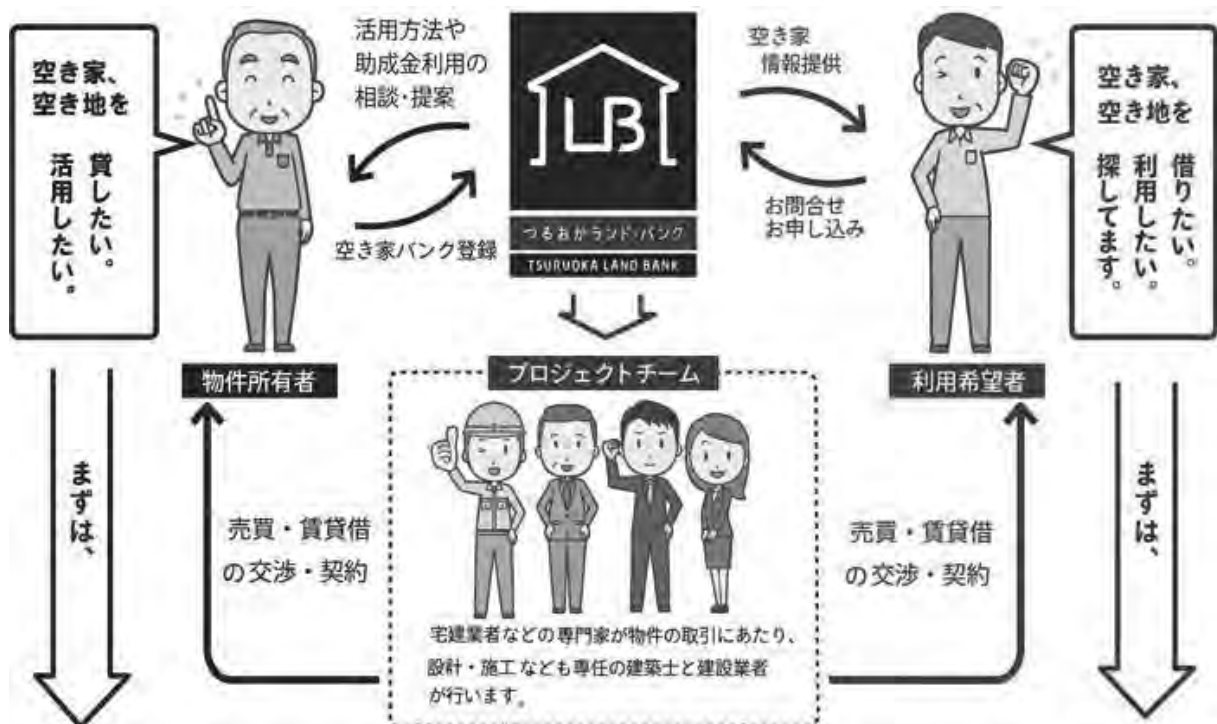 空き家、
空き地を
貸したい。
活用したい。
活用方法や
助成金利用の
相談・提案
空き家バンク登録
LB
つるおかランド・バンク
TSURUOKA LAND BANK
空き家
情報提供
お問合せ
お申し込み
空き家、
空き地を
借りたい。
利用したい。
探してます。
物件所有者
プロジェクトチーム
利用希望者
まずは、
売買・賃貸借
の交渉・契約
宅建業者などの専門家が物件の取引にあたり、
設計・施工なども専任の建築士と建設業者
が行います。
売買・賃貸借
の交渉・契約
まずは、